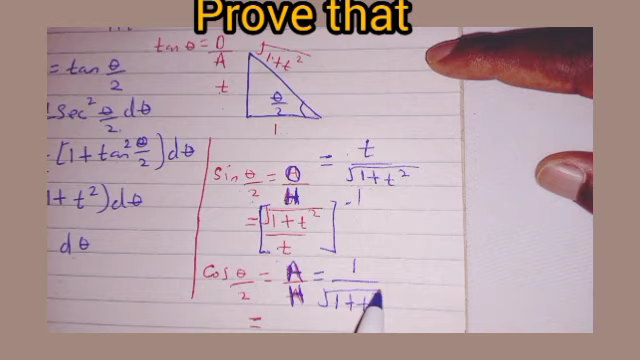 Prove that
tan θ = O/A
√1+t²
t
θ/2
1
= tan θ/2
sec² θ/2 dθ
[1 + tan² θ/2] dθ
1 + t²) dθ
dθ
sin θ/2 = O/H = t/√1+t²
= [√1+t²/t]⁻¹
Cos θ/2 = A/H = 1/√1+t
=